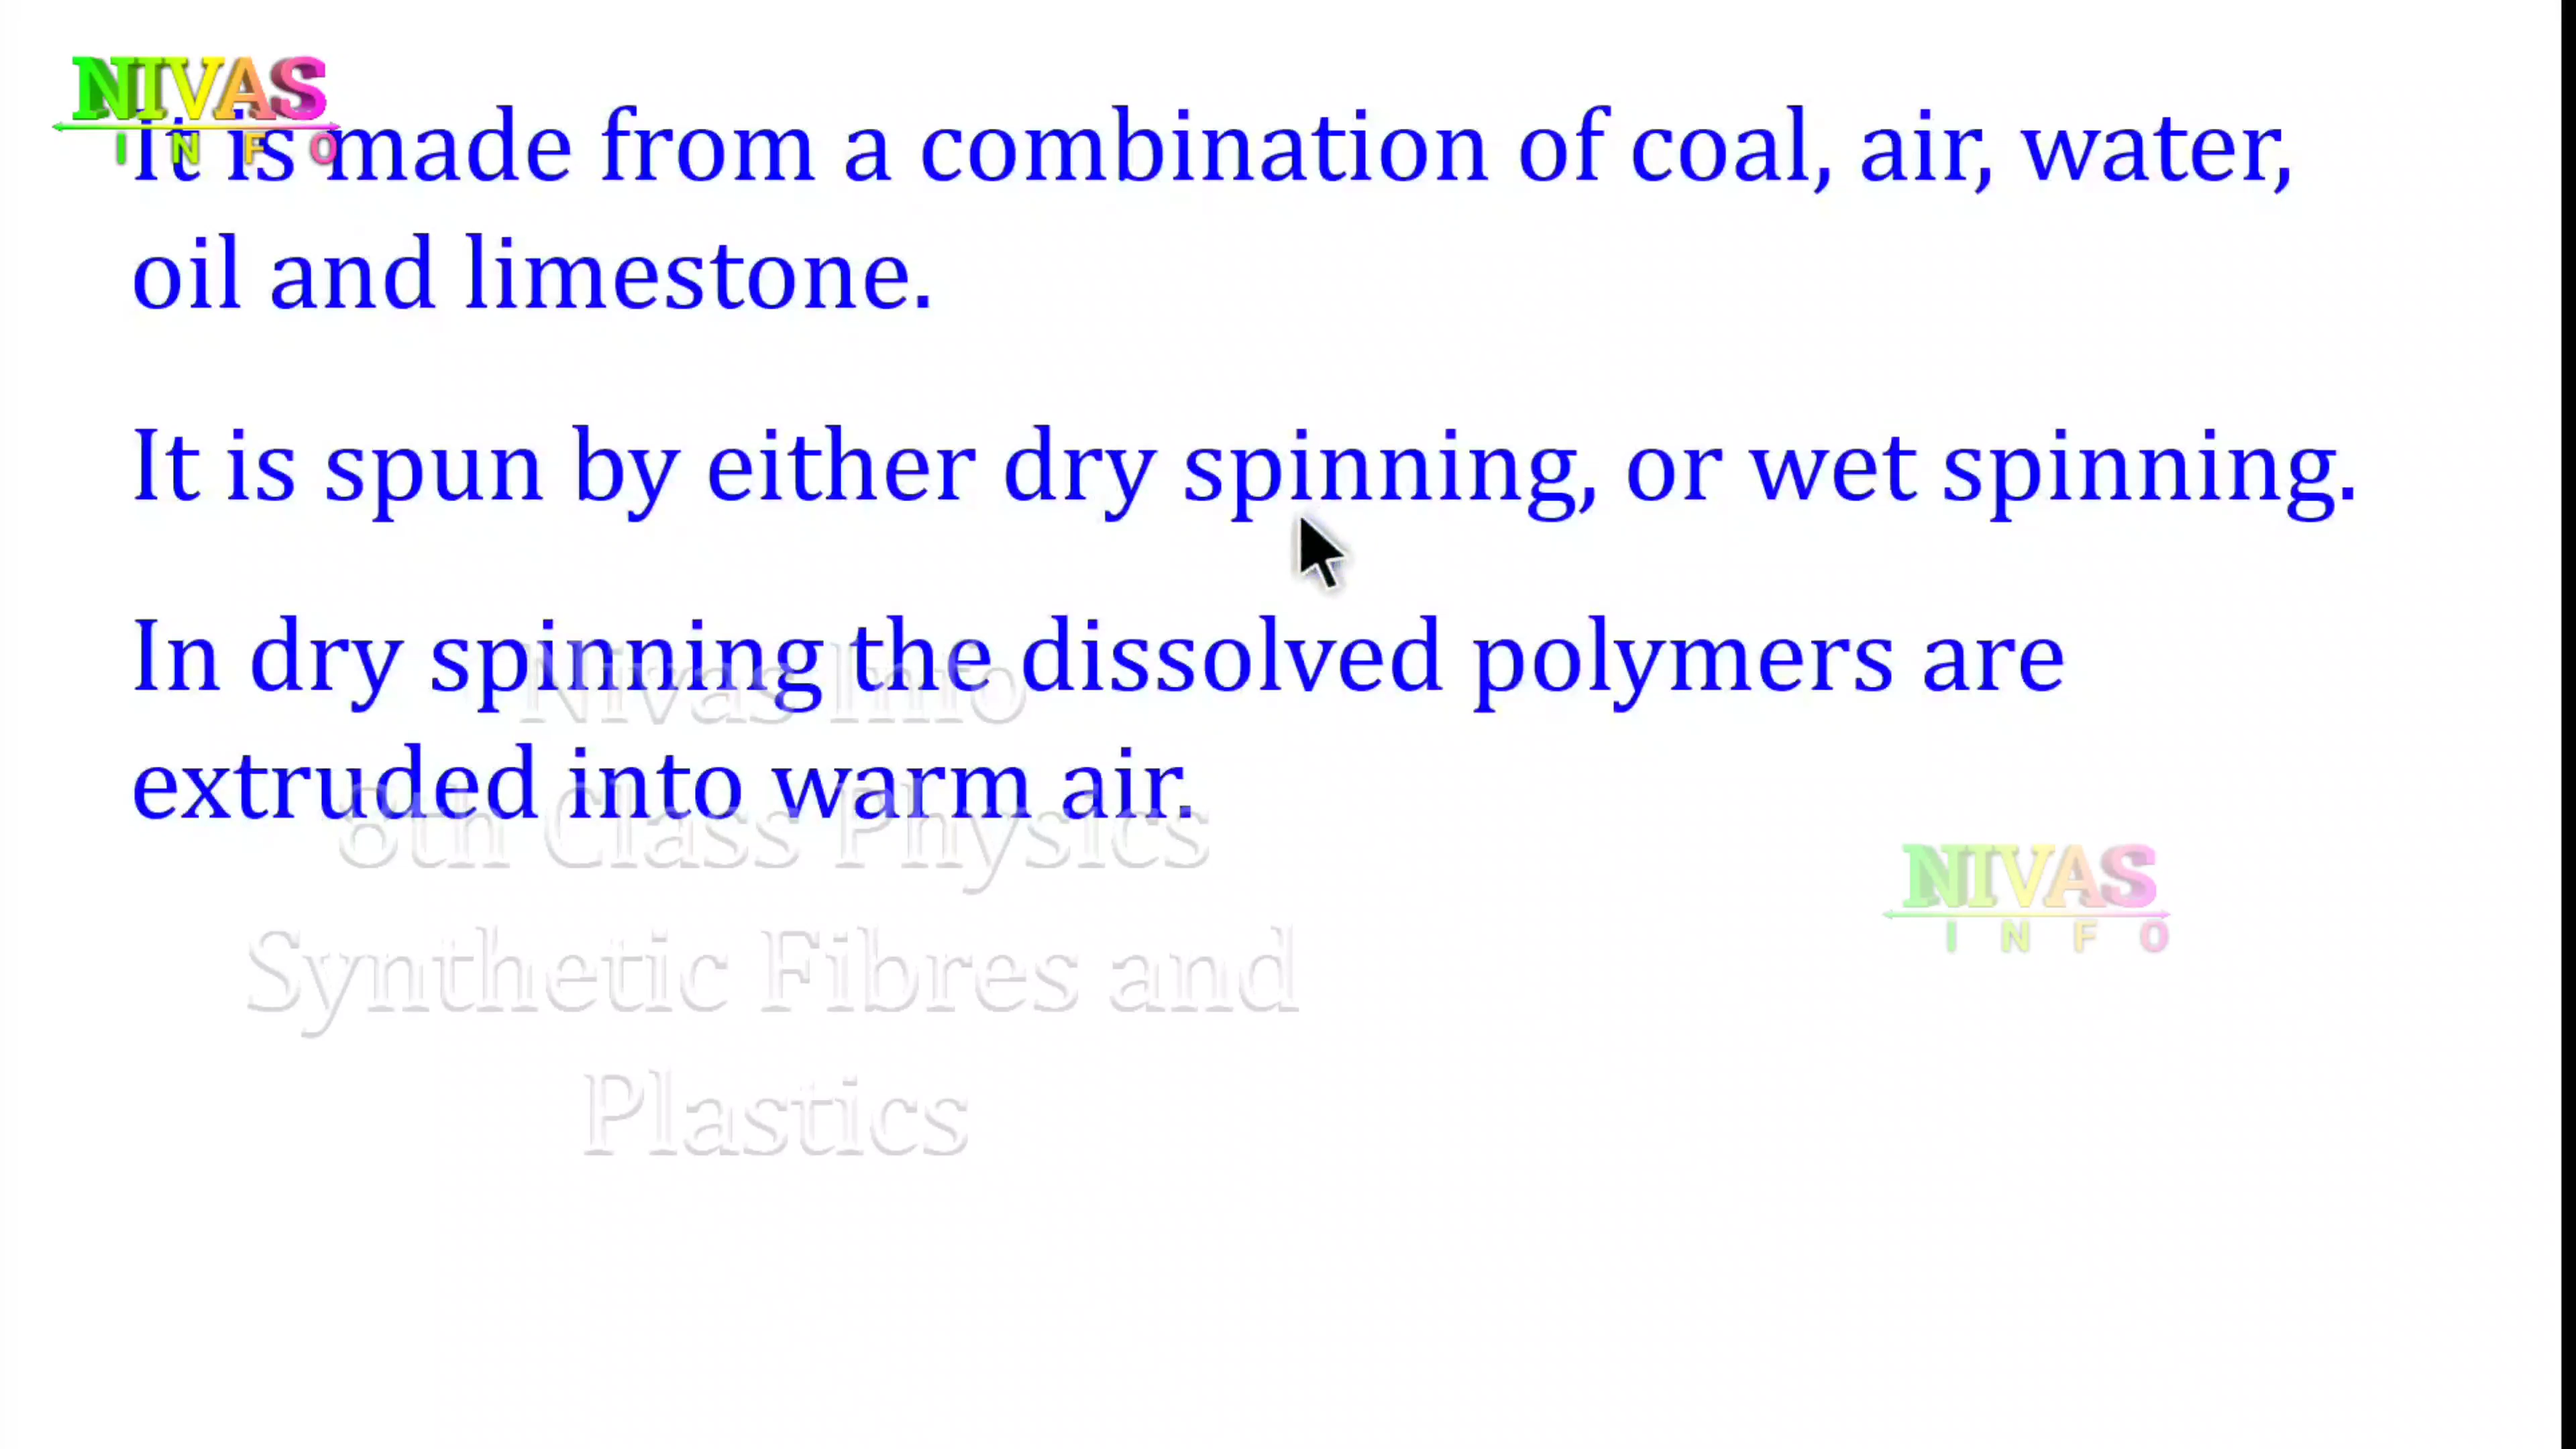 NIVAS
INFO
It is made from a combination of coal, air, water,
oil and limestone.
It is spun by either dry spinning, or wet spinning.
In dry spinning the dissolved polymers are
extruded into warm air.
Nivas Info
8th Class Physics
Synthetic Fibres and
Plastics
NIVAS
INFO